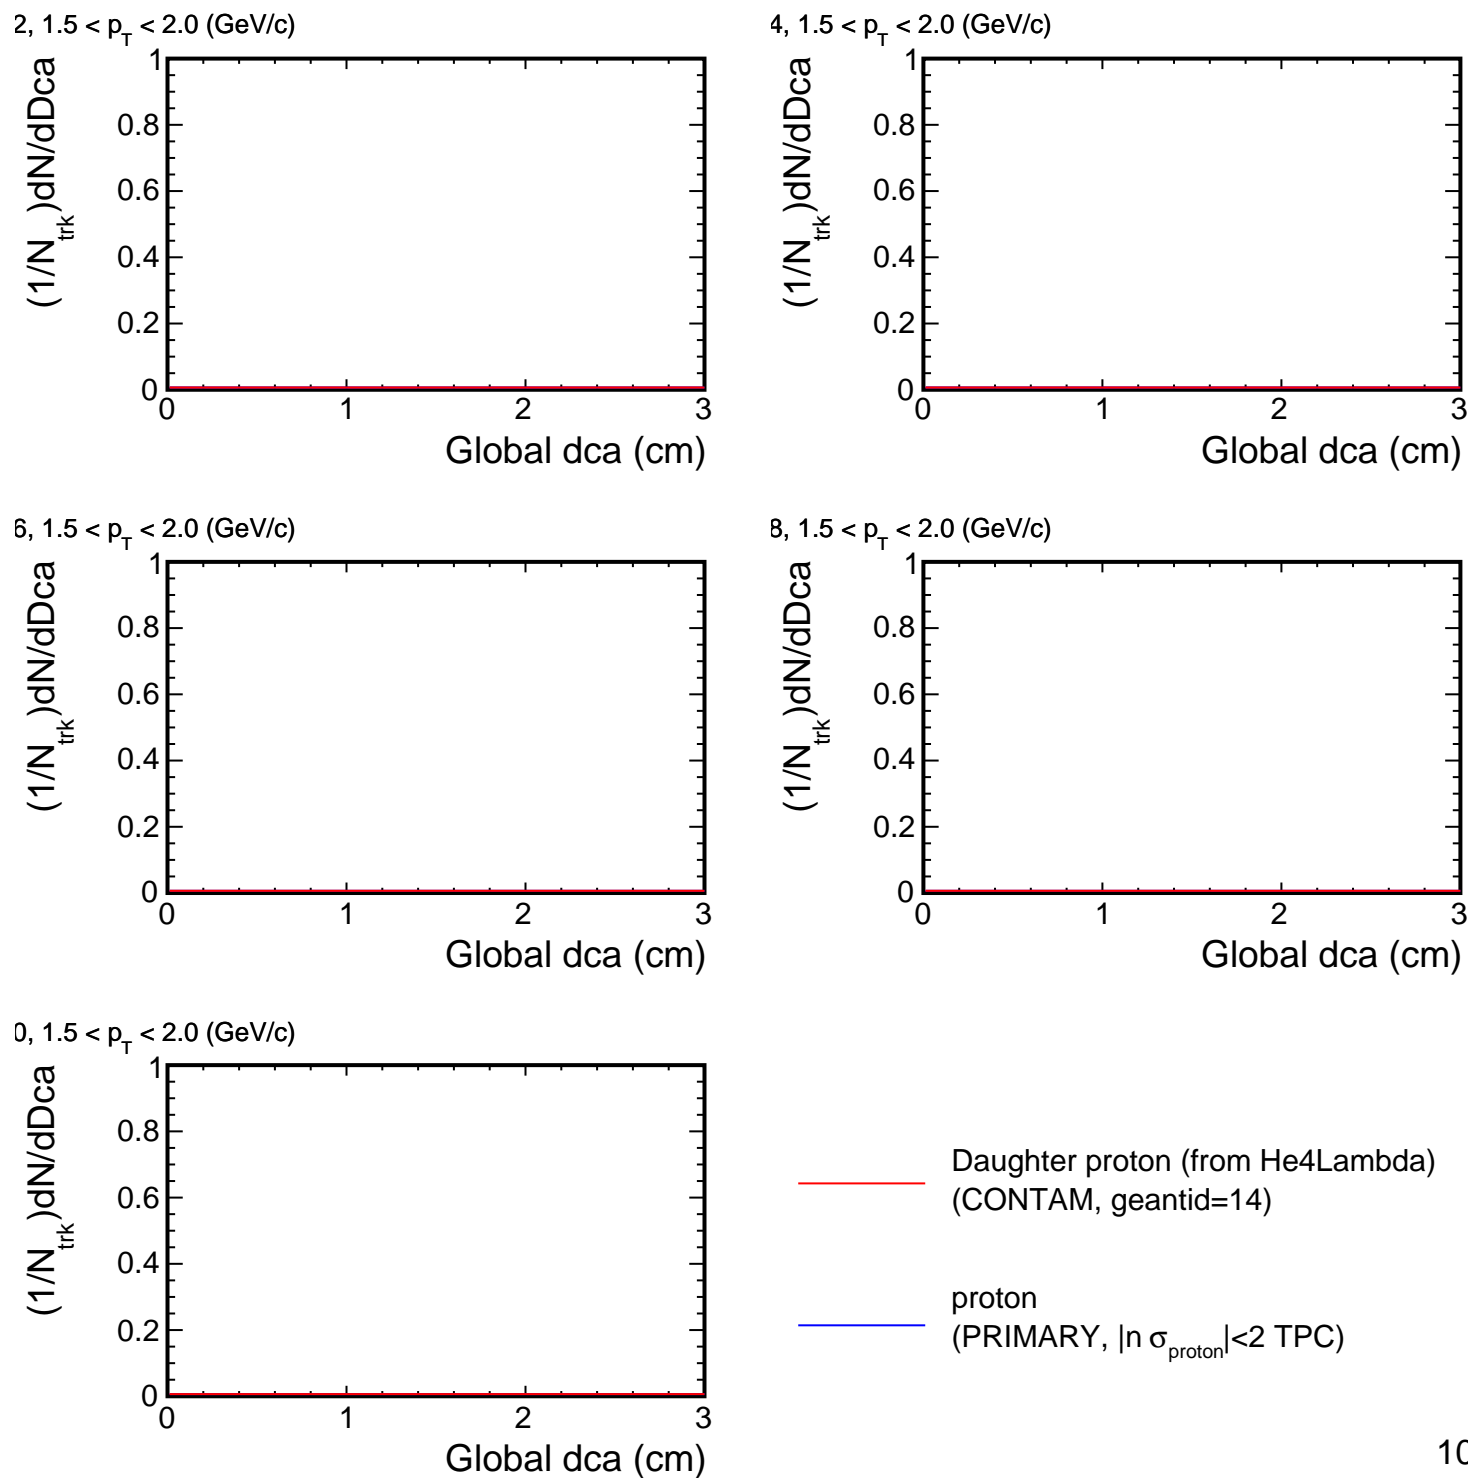 2, 1.5 < p_T < 2.0 (GeV/c)
(1/N_trk)dN/dDca
1
0.8
0.6
0.4
0.2
0
0 1 2 3
Global dca (cm)
4, 1.5 < p_T < 2.0 (GeV/c)
(1/N_trk)dN/dDca
1
0.8
0.6
0.4
0.2
0
0 1 2 3
Global dca (cm)
6, 1.5 < p_T < 2.0 (GeV/c)
(1/N_trk)dN/dDca
1
0.8
0.6
0.4
0.2
0
0 1 2 3
Global dca (cm)
8, 1.5 < p_T < 2.0 (GeV/c)
(1/N_trk)dN/dDca
1
0.8
0.6
0.4
0.2
0
0 1 2 3
Global dca (cm)
0, 1.5 < p_T < 2.0 (GeV/c)
(1/N_trk)dN/dDca
1
0.8
0.6
0.4
0.2
0
0 1 2 3
Global dca (cm)
Daughter proton (from He4Lambda)
(CONTAM, geantid=14)
proton
(PRIMARY, |n σ_proton|<2 TPC)
10